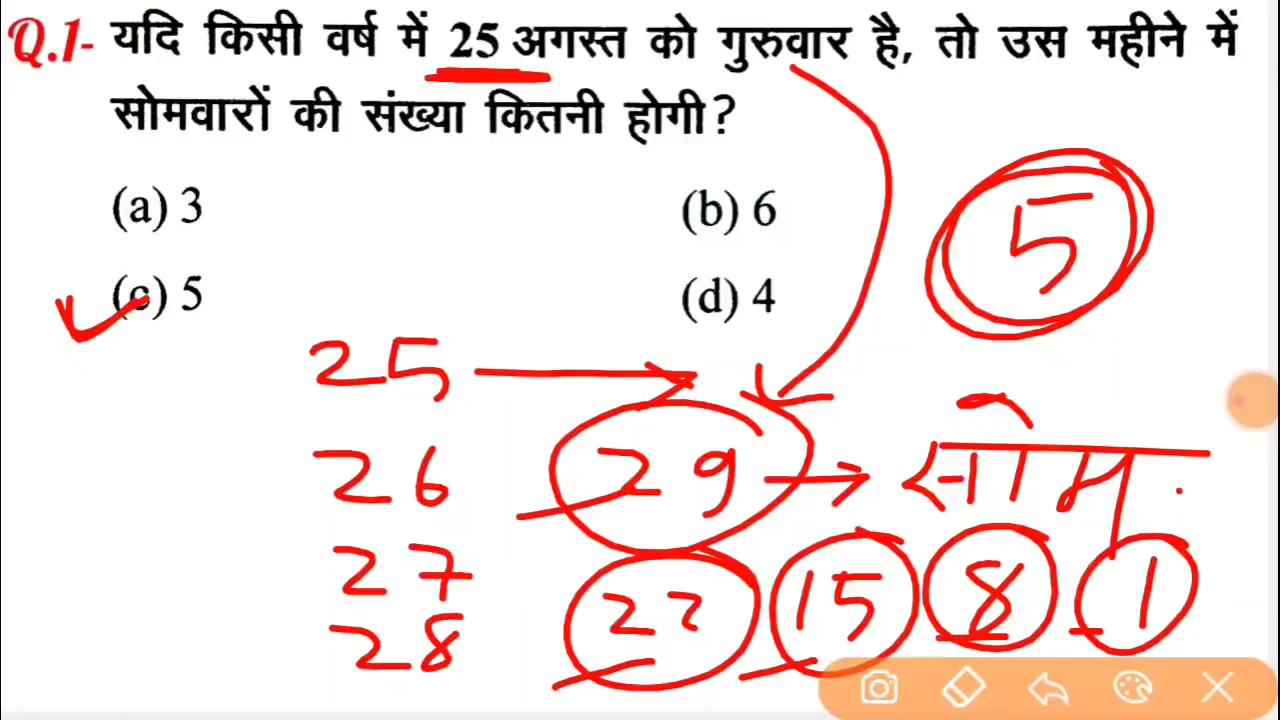 Q.1- यदि किसी वर्ष में 25 अगस्त को गुरुवार है, तो उस महीने में
सोमवारों की संख्या कितनी होगी?
(a) 3 (b) 6
(c) 5 (d) 4
5
25
26 29 सोम.
27
22 15 8 1
28